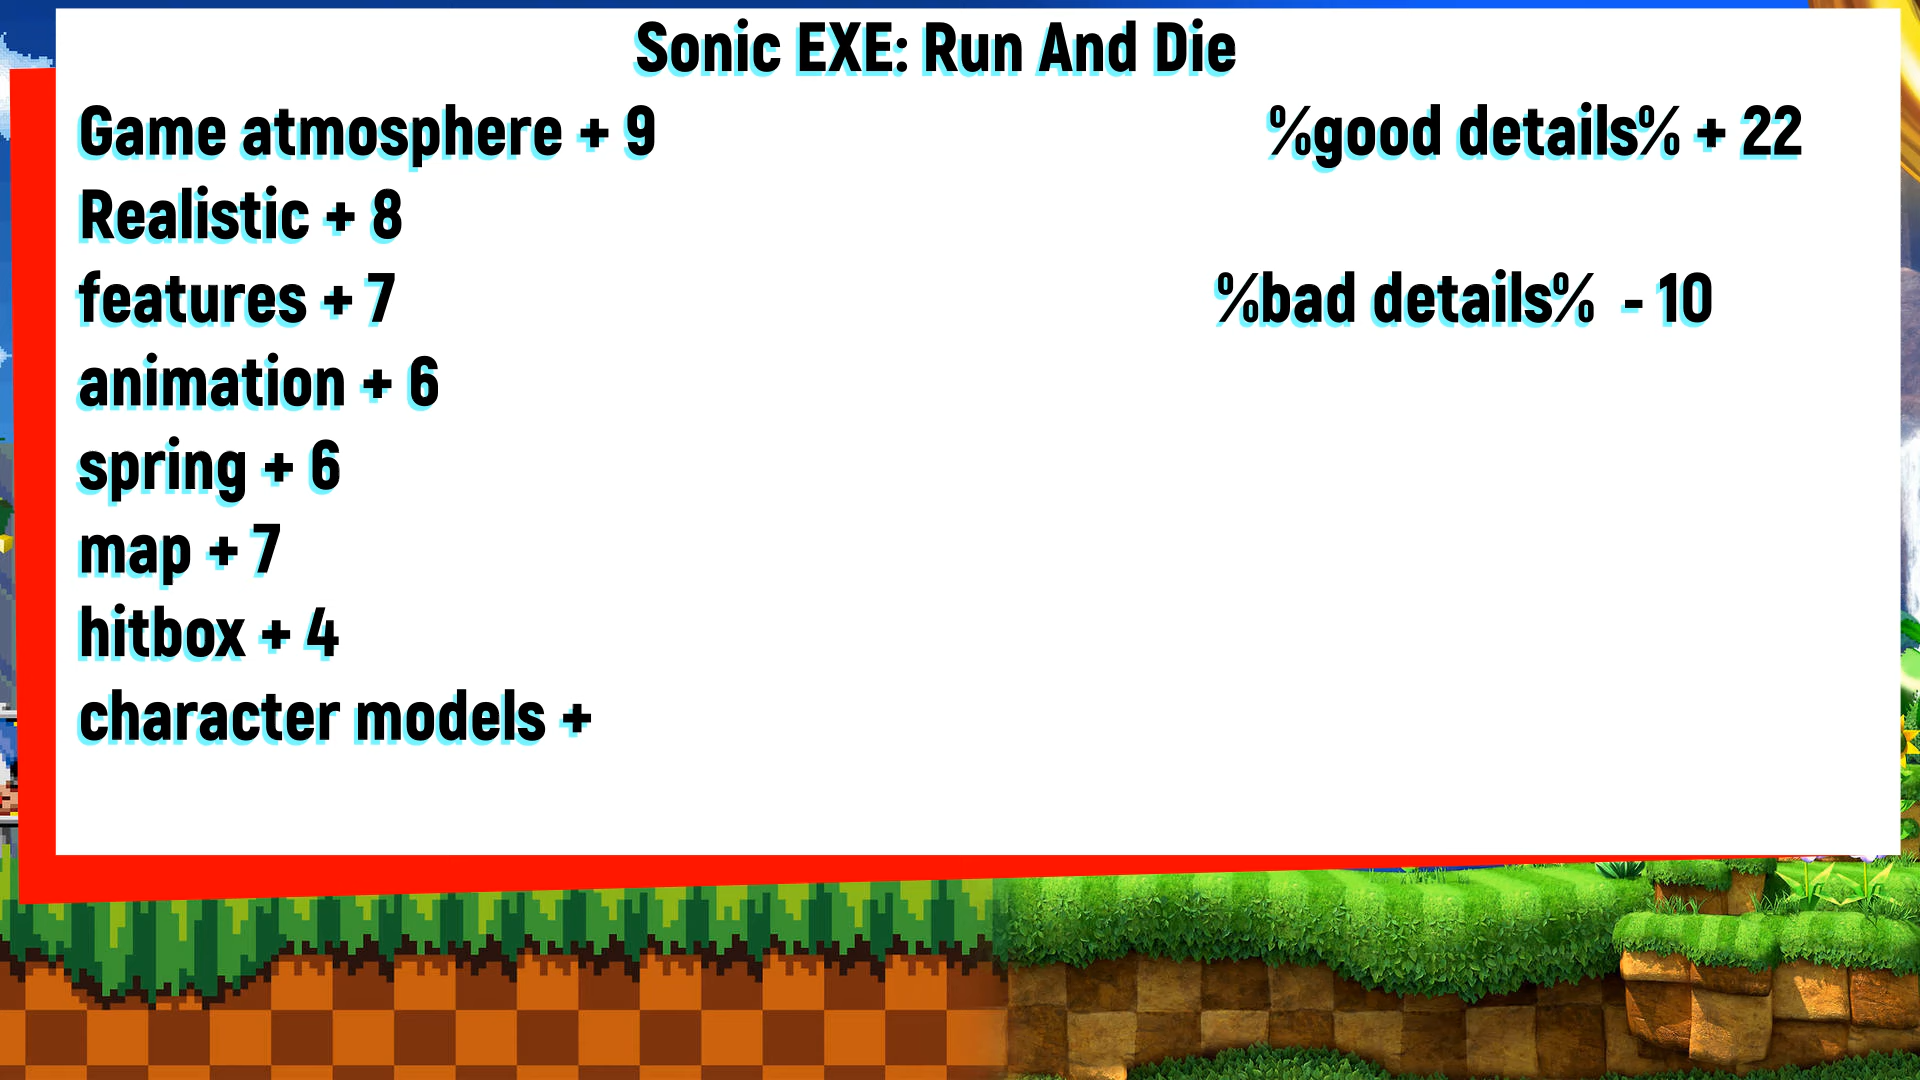 Sonic EXE: Run And Die
Game atmosphere + 9
%good details% + 22
Realistic + 8
features + 7
%bad details% - 10
animation + 6
spring + 6
map + 7
hitbox + 4
character models +